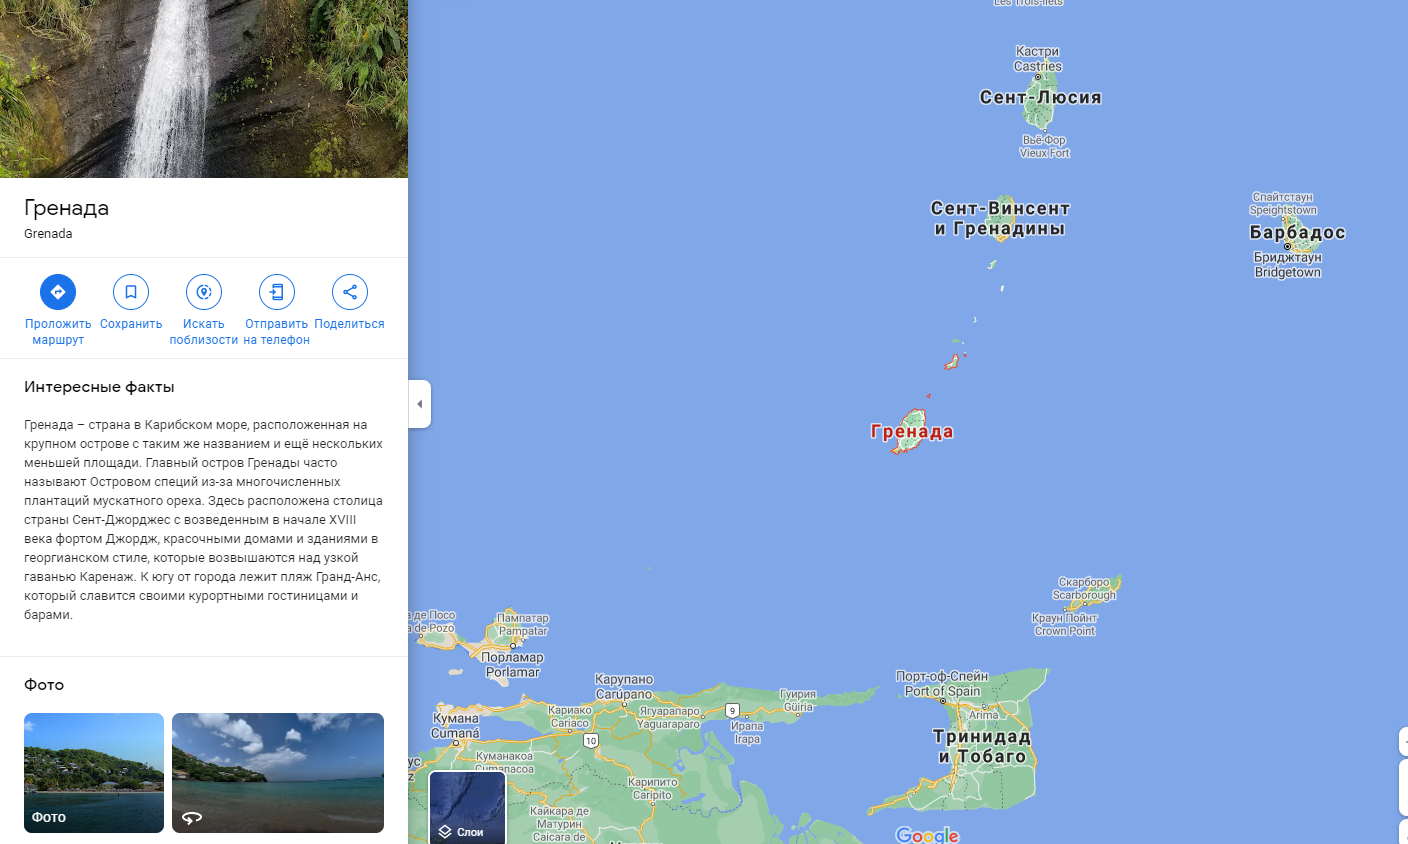 Гренада
Grenada
Проложить
маршрут
Сохранить
Искать
поблизости
Отправить
на телефон
Поделиться
Интересные факты
Гренада – страна в Карибском море, расположенная на
крупном острове с таким же названием и ещё нескольких
меньшей площади. Главный остров Гренады часто
называют Островом специй из-за многочисленных
плантаций мускатного ореха. Здесь расположена столица
страны Сент-Джорджес с возведенным в начале XVIII
века фортом Джордж, красочными домами и зданиями в
георгианском стиле, которые возвышаются над узкой
гаванью Каренаж. К югу от города лежит пляж Гранд-Анс,
который славится своими курортными гостиницами и
барами.
Фото
Фото
Les Trois-Îlets
Кастри
Castries
Сент-Люсия
Вьё-Фор
Vieux Fort
Сент-Винсент
и Гренадины
Спайтстаун
Speightstown
Барбадос
Бриджтаун
Bridgetown
Гренада
Скарборо
Scarborough
Краун Пойнт
Crown Point
а де Посо
a de Pozo
Пампатар
Pampatar
Порламар
Porlamar
Карупано
Carúpano
Порт-оф-Спейн
Port of Spain
Гуирия
Güiria
Кариако
Cariaco
Ягуарапаро
Yaguaraparo
9
Ирапа
Irapa
Arima
Кумана
Cumaná
10
Тринидад
и Тобаго
Куманакоа
Cumanacoa
ус
z
Карипито
Caripito
Кайкара де
Матурин
Caicara de
Слои
Google